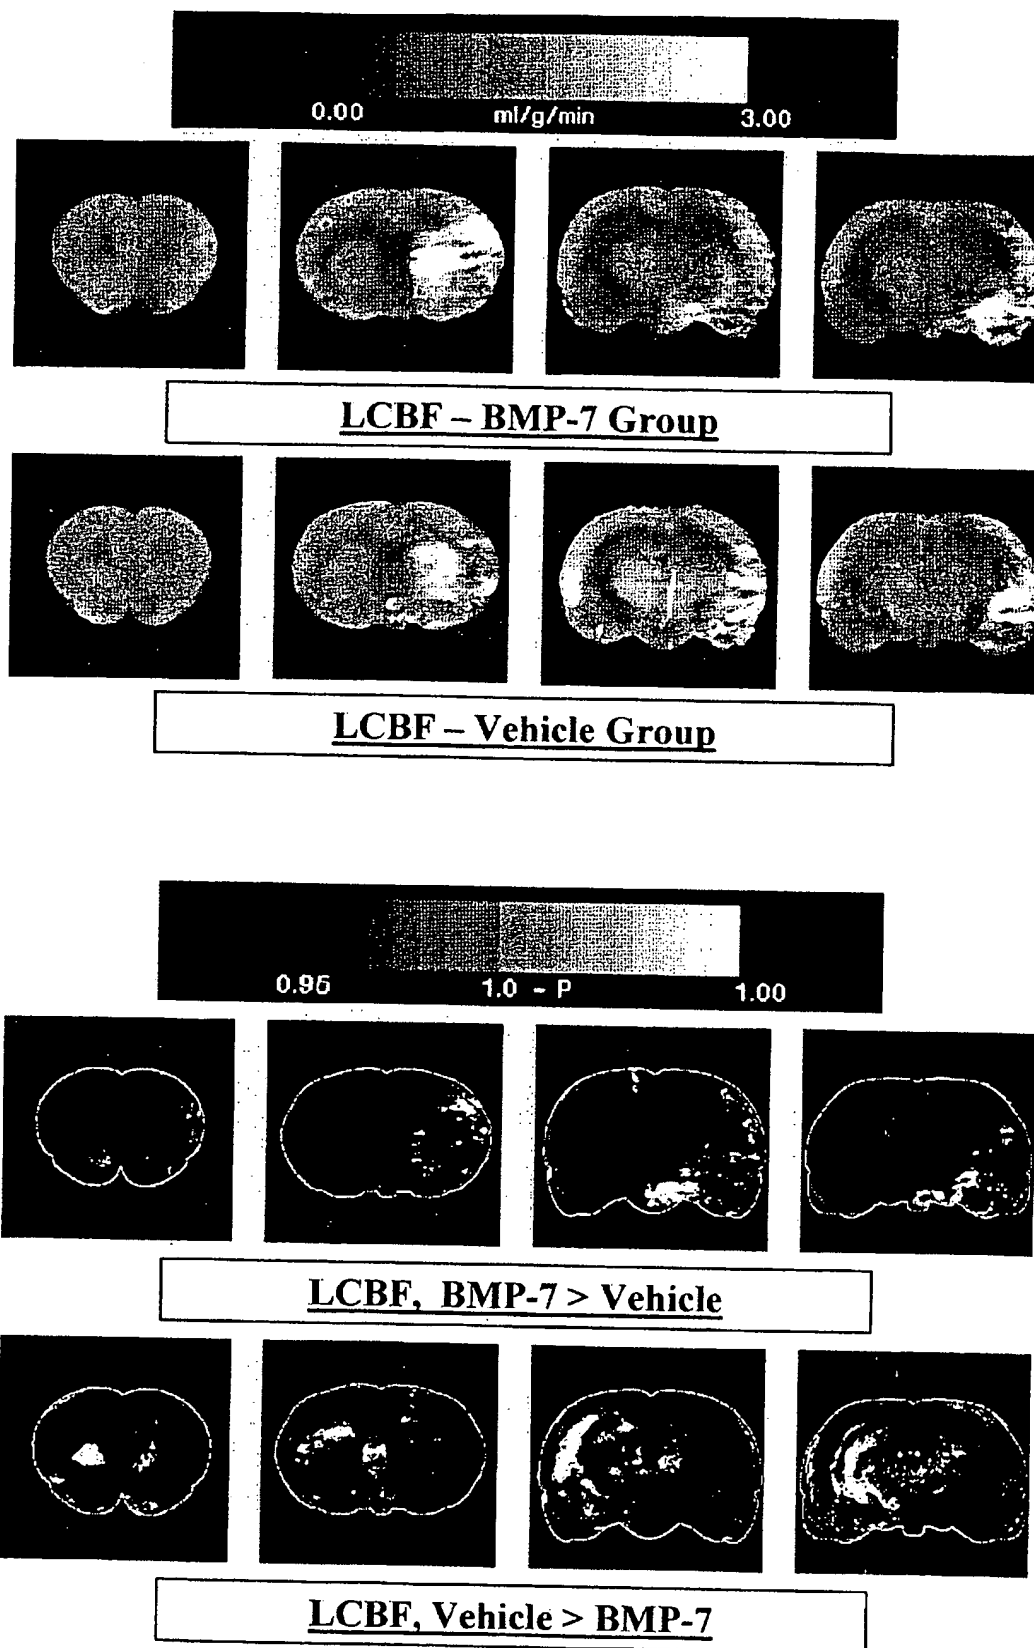 0.00 ml/g/min 3.00
LCBF – BMP-7 Group
LCBF – Vehicle Group
0.95 1.0 - P 1.00
LCBF, BMP-7 > Vehicle
LCBF, Vehicle > BMP-7